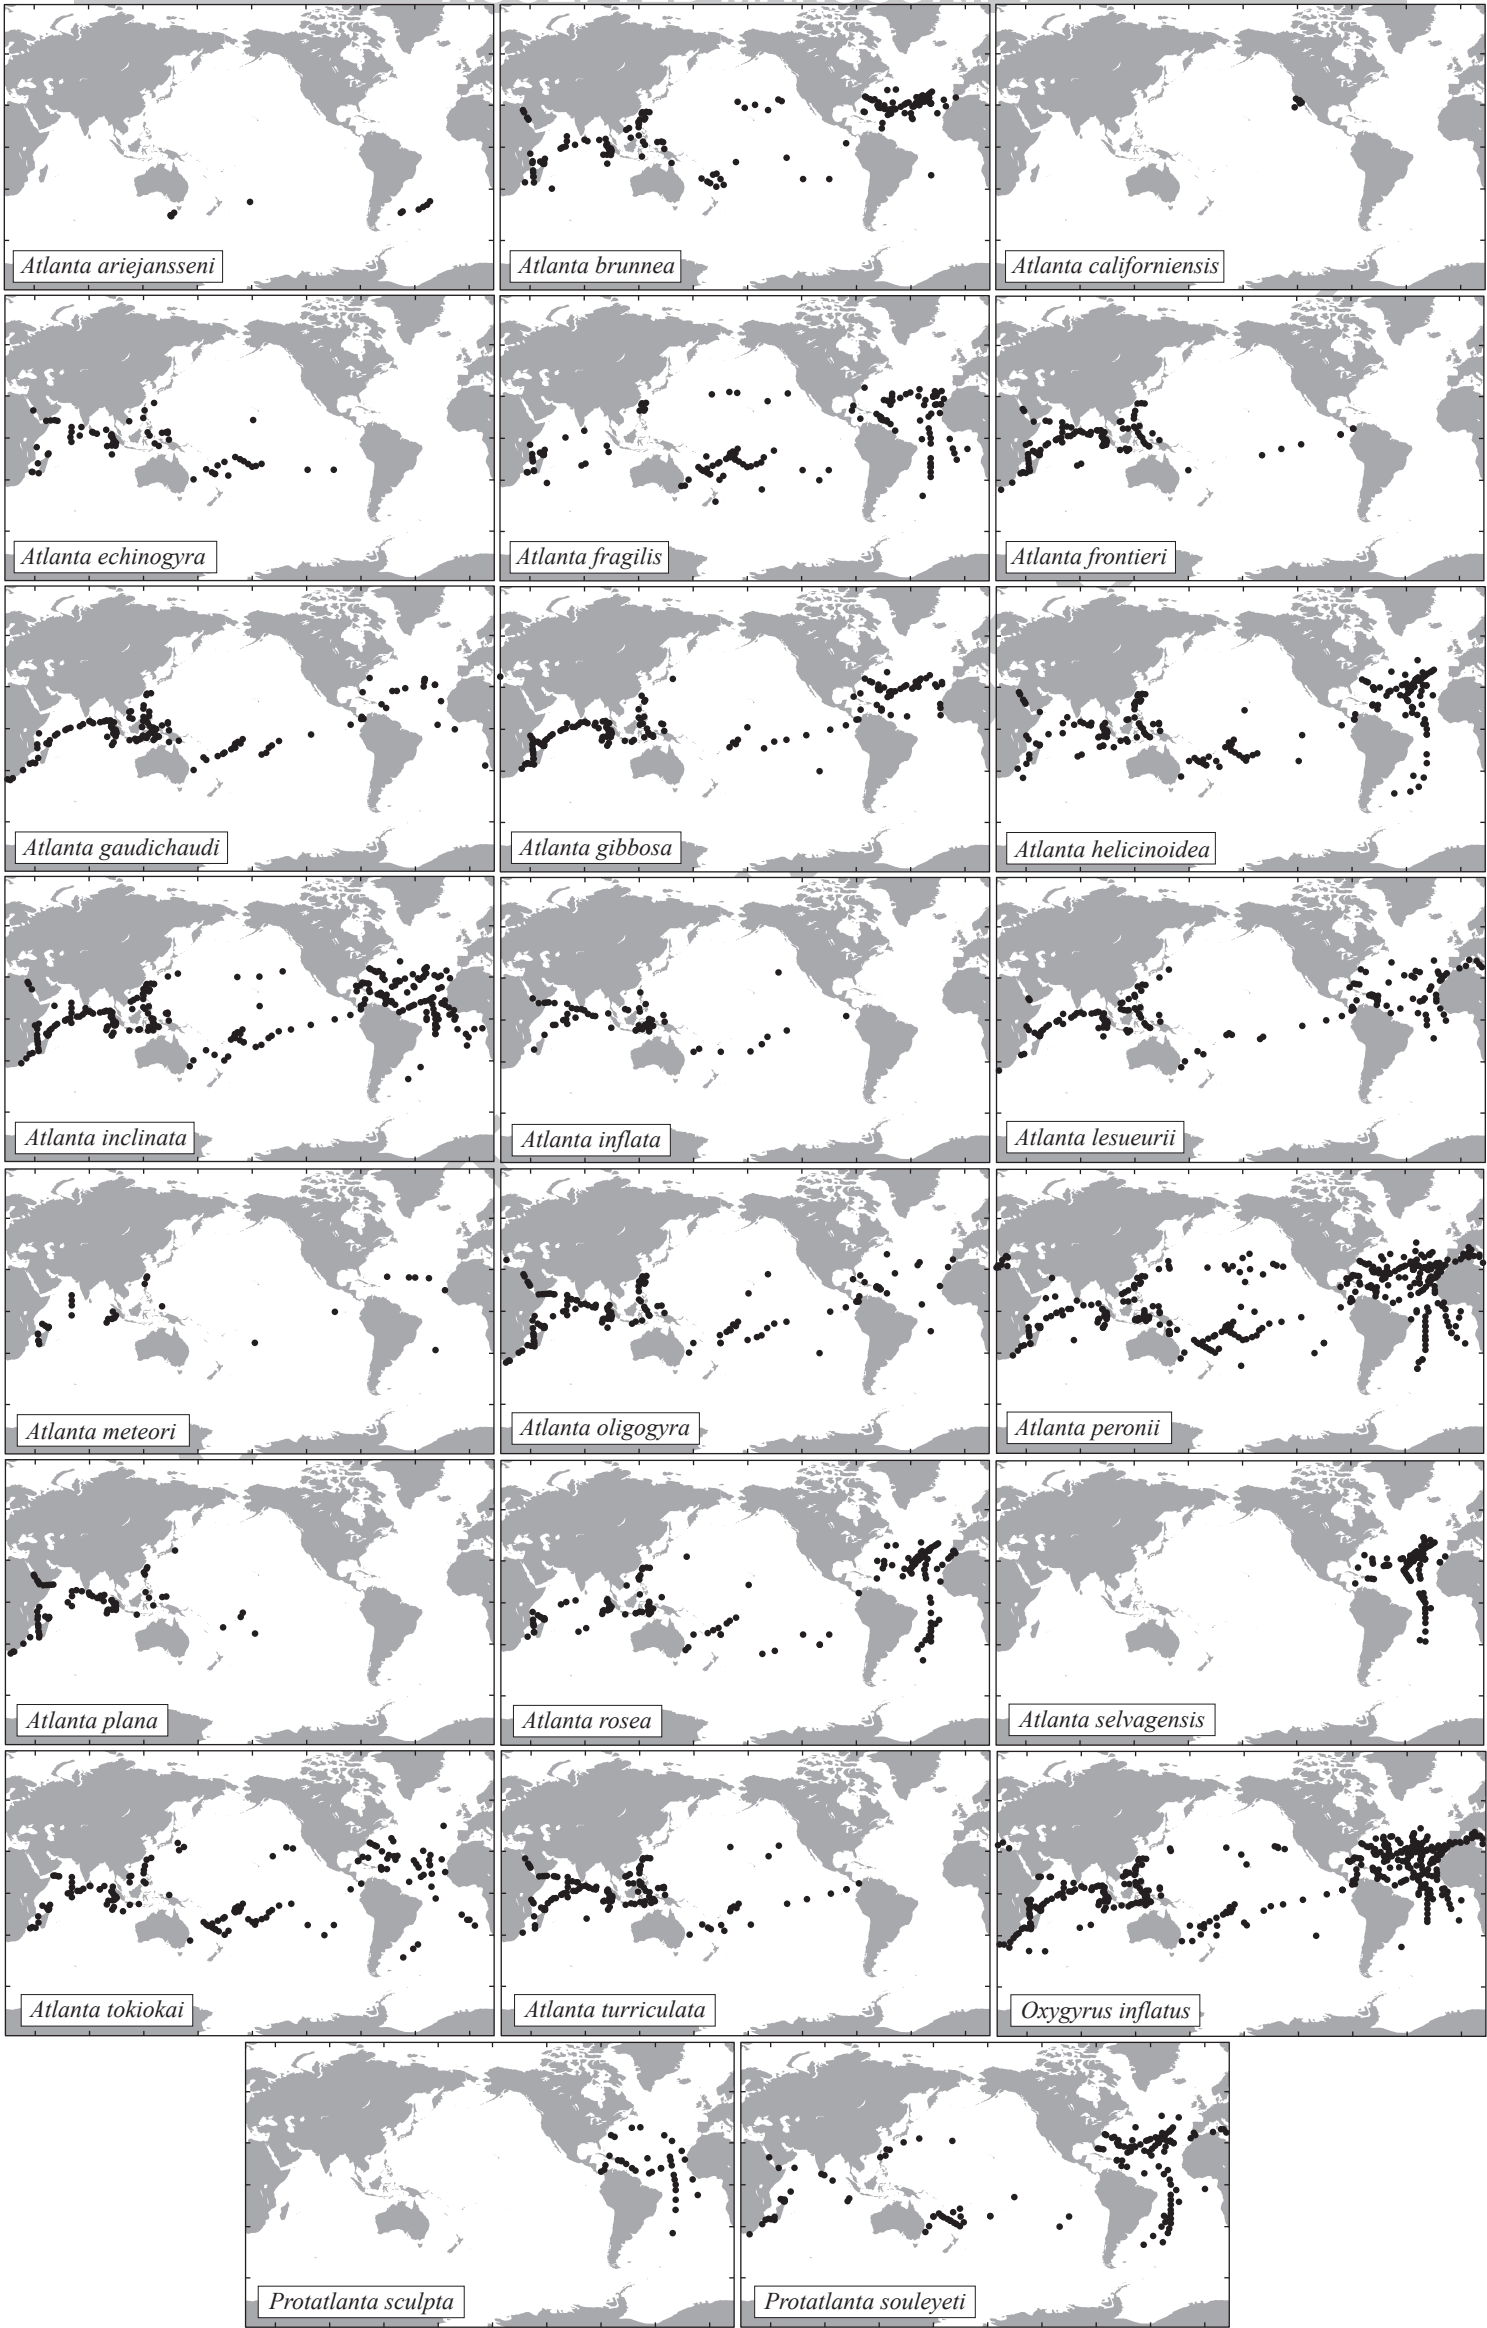 Atlanta ariejansseni
Atlanta brunnea
Atlanta californiensis
Atlanta echinogyra
Atlanta fragilis
Atlanta frontieri
Atlanta gaudichaudi
Atlanta gibbosa
Atlanta helicinoidea
Atlanta inclinata
Atlanta inflata
Atlanta lesueurii
Atlanta meteori
Atlanta oligogyra
Atlanta peronii
Atlanta plana
Atlanta rosea
Atlanta selvagensis
Atlanta tokiokai
Atlanta turriculata
Oxygyrus inflatus
Protatlanta sculpta
Protatlanta souleyeti